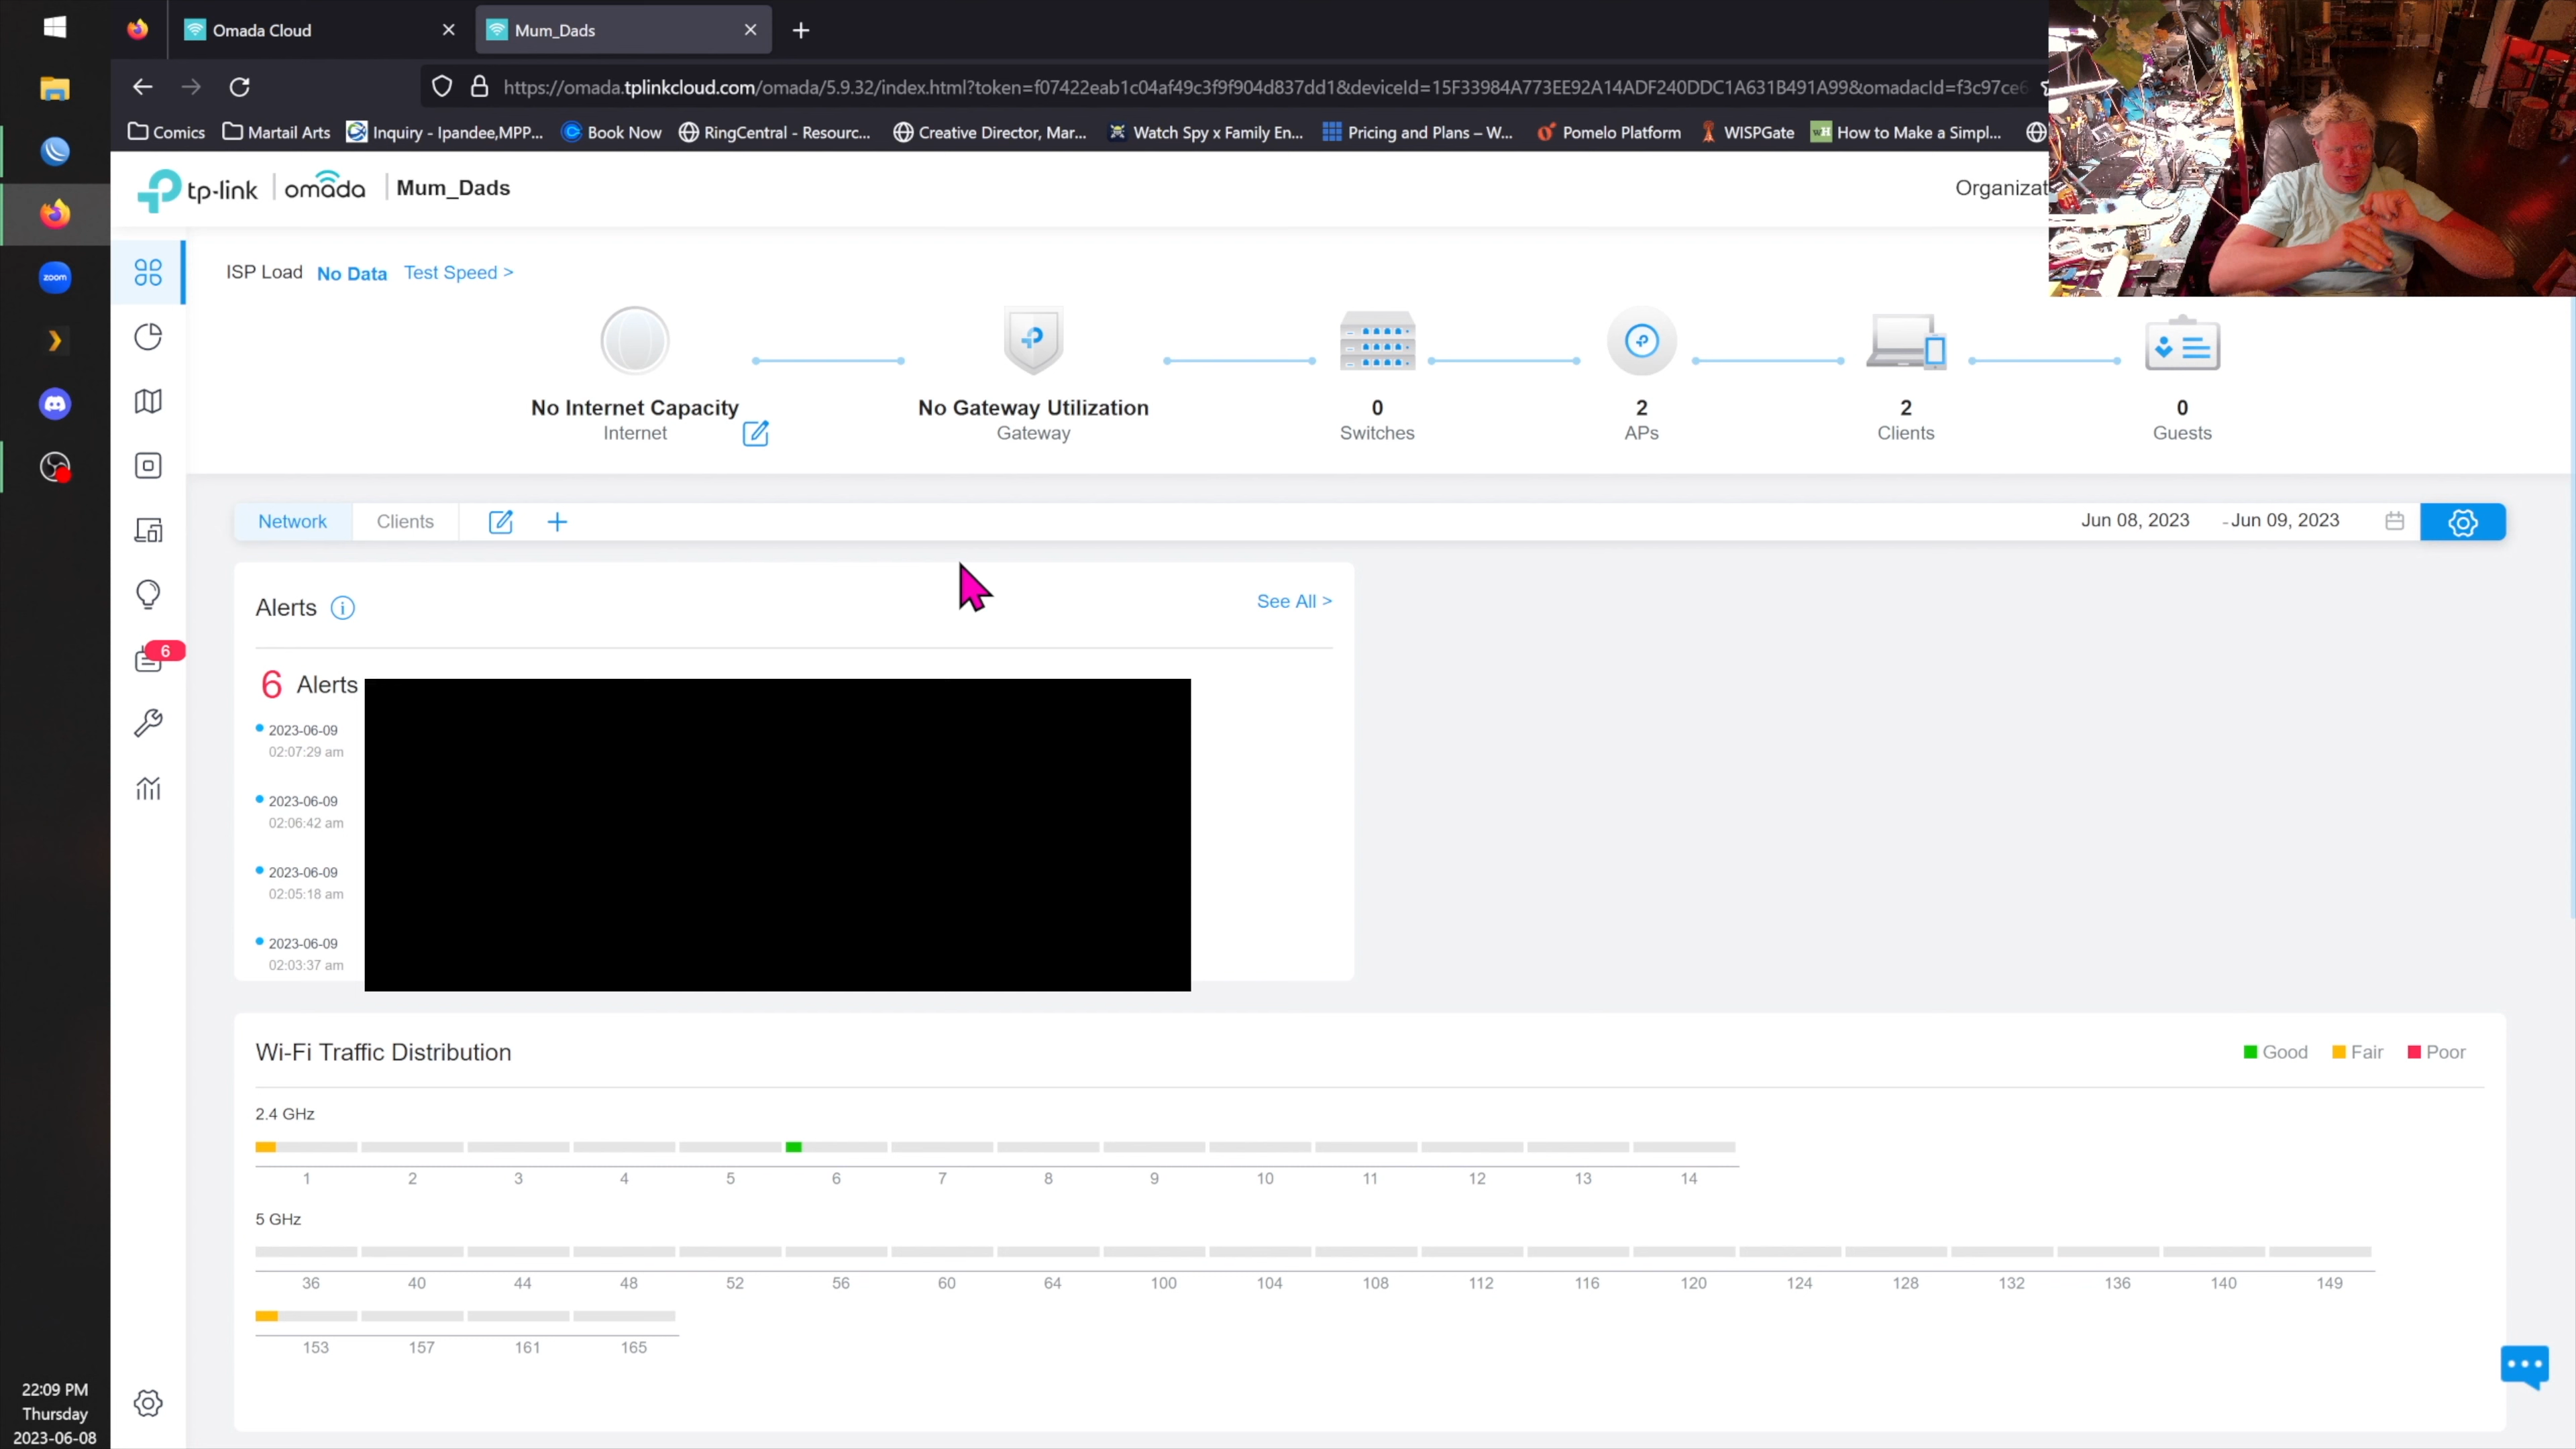 Omada Cloud
Mum_Dads
https://omada.tplinkcloud.com/omada/5.9.32/index.html?token=f07422eab1c04af49c3f9f904d837dd1&deviceId=15F33984A773EE92A14ADF240DDC1A631B491A99&omadacId=f3c97ce6
Comics
Martail Arts
Inquiry - Ipandee,MPP...
Book Now
RingCentral - Resourc...
Creative Director, Mar...
Watch Spy x Family En...
Pricing and Plans – W...
Pomelo Platform
WISPGate
How to Make a Simpl...
tp-link
omada
Mum_Dads
Organizat
zoom
ISP Load No Data Test Speed >
No Internet Capacity
Internet
No Gateway Utilization
Gateway
0
Switches
2
APs
2
Clients
0
Guests
Network Clients
Jun 08, 2023 - Jun 09, 2023
Alerts
See All >
6
6 Alerts
2023-06-09
02:07:29 am
2023-06-09
02:06:42 am
2023-06-09
02:05:18 am
2023-06-09
02:03:37 am
Wi-Fi Traffic Distribution
Good Fair Poor
2.4 GHz
1 2 3 4 5 6 7 8 9 10 11 12 13 14
5 GHz
36 40 44 48 52 56 60 64 100 104 108 112 116 120 124 128 132 136 140 149
153 157 161 165
22:09 PM
Thursday
2023-06-08